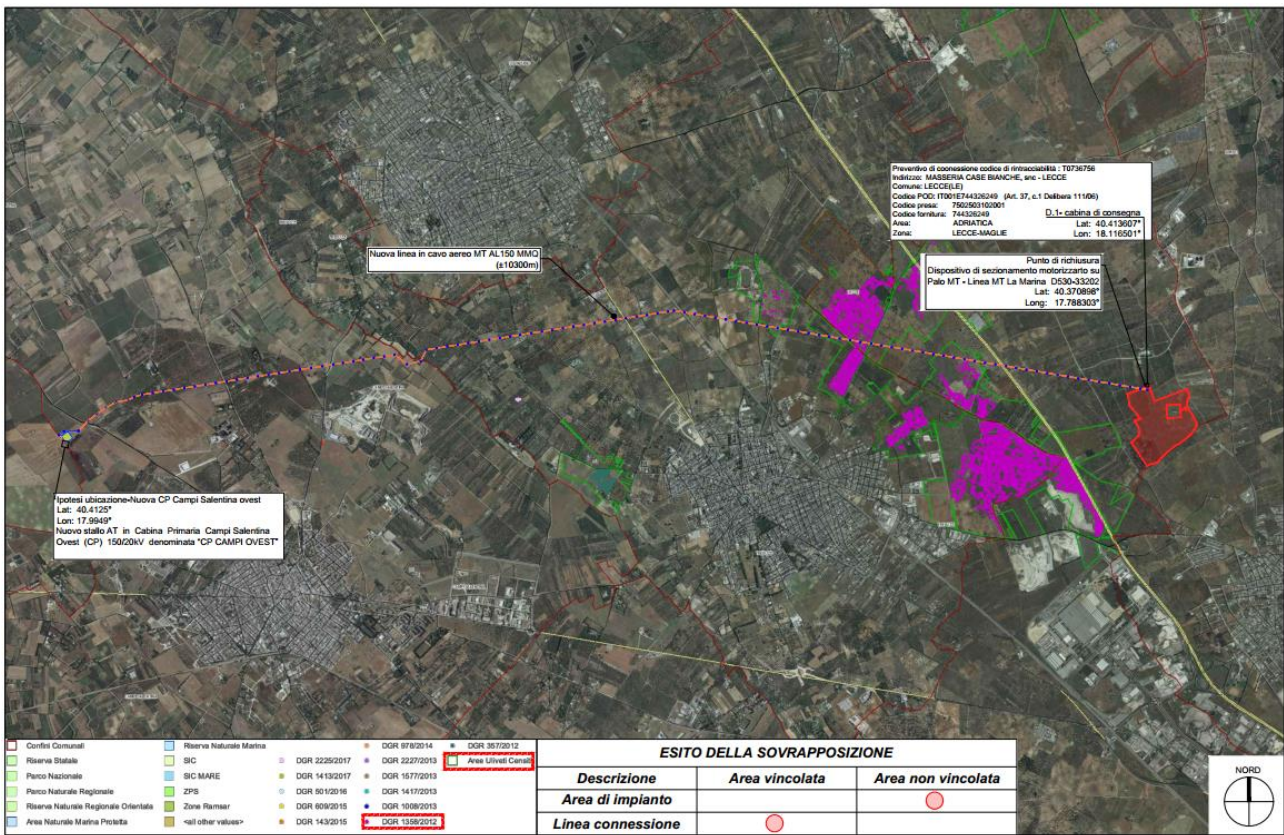 Preventivo di coonessione codice di rintracciabilità : T0736756
Indirizzo: MASSERIA CASE BIANCHE, snc - LECCE
Comune: LECCE(LE)
Codice POD: IT001E744326249 (Art. 37, c.1 Delibera 111/06)
Codice presa: 7502503102001
Codice fornitura: 744326249
Area: ADRIATICA
Zona: LECCE-MAGLIE
D.1- cabina di consegna
Lat: 40.413607°
Lon: 18.116501°
Nuova linea in cavo aereo MT AL150 MMQ
(±10300m)
Punto di richiusura
Dispositivo di sezionamento motorizzarto su
Palo MT - Linea MT La Marina D530-33202
Lat: 40.370898°
Long: 17.788303°
Ipotesi ubicazione-Nuova CP Campi Salentina ovest
Lat: 40.4125°
Lon: 17.9949°
Nuovo stallo AT in Cabina Primaria Campi Salentina
Ovest (CP) 150/20kV denominata "CP CAMPI OVEST"
Confini Comunali
Riserva Statale
Parco Nazionale
Parco Naturale Regionale
Riserva Naturale Regionale Orientata
Area Naturale Marina Protetta
Riserva Naturale Marina
SIC
SIC MARE
ZPS
Zone Ramsar
<all other values>
DGR 2225/2017
DGR 1413/2017
DGR 501/2016
DGR 609/2015
DGR 143/2015
DGR 978/2014
DGR 2227/2013
DGR 1677/2013
DGR 1417/2013
DGR 1008/2013
DGR 1358/2012
DGR 357/2012
Aree Uliveti Censiti
ESITO DELLA SOVRAPPOSIZIONE
Descrizione Area vincolata Area non vincolata
Area di impianto
Linea connessione
NORD